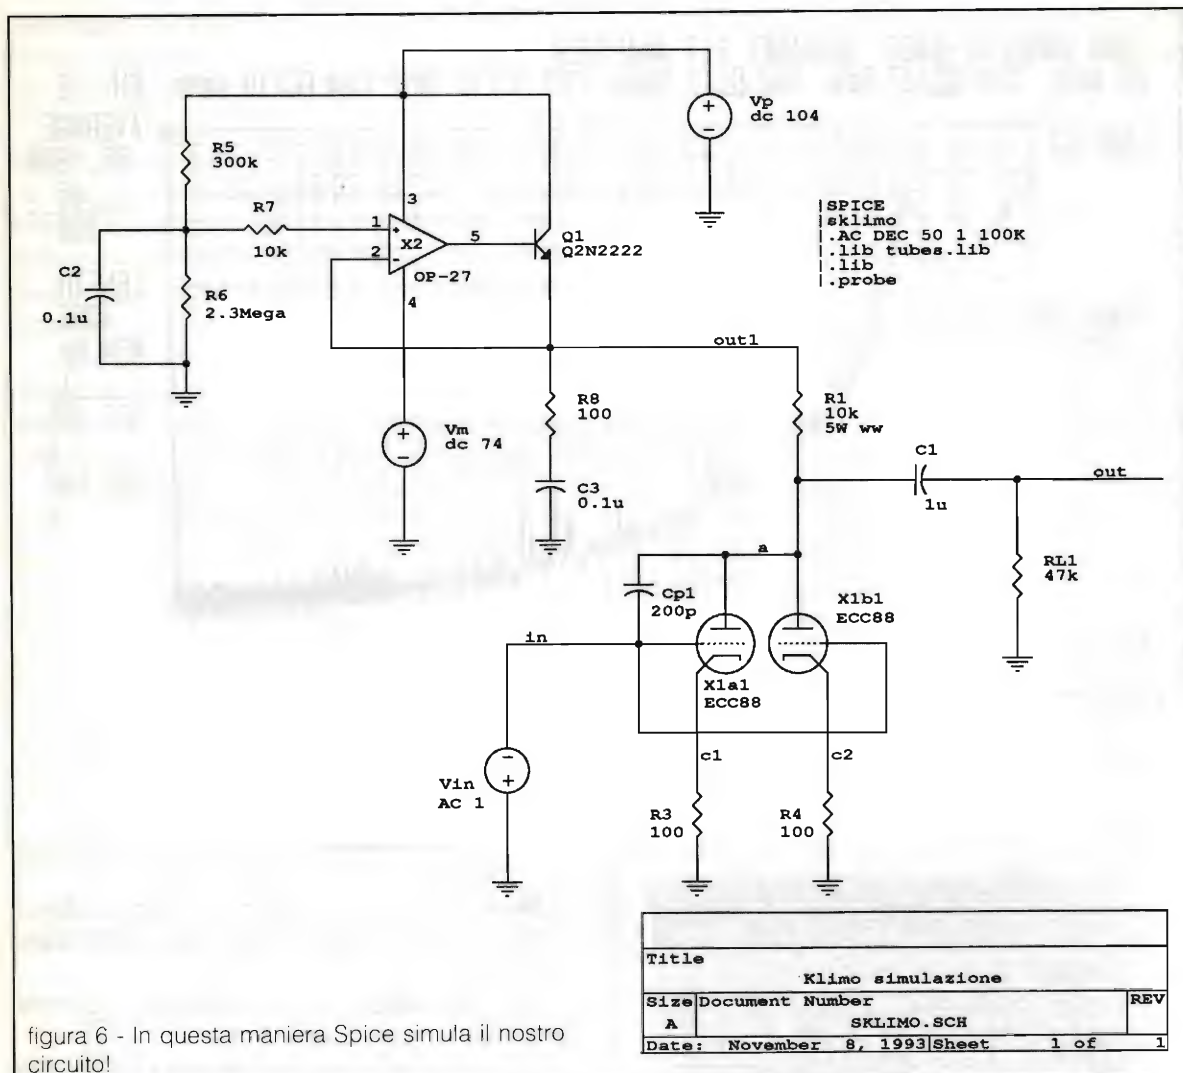 Vp
dc 104
R5
300k
R7
10k
3
1
+
2
-
X2
5
OP-27
4
Q1
Q2N2222
|SPICE
|sklimo
|.AC DEC 50 1 100K
|.lib tubes.lib
|.lib
|.probe
C2
0.1u
R6
2.3Mega
out1
R8
100
R1
10k
5W ww
Vm
dc 74
C1
1u
out
C3
0.1u
a
Cp1
200p
RL1
47k
X1b1
ECC88
in
X1a1
ECC88
c1
c2
Vin
AC 1
R3
100
R4
100
Title
Klimo simulazione
Size Document Number REV
A SKLIMO.SCH
Date: November 8, 1993 Sheet 1 of 1
figura 6 - In questa maniera Spice simula il nostro
circuito!